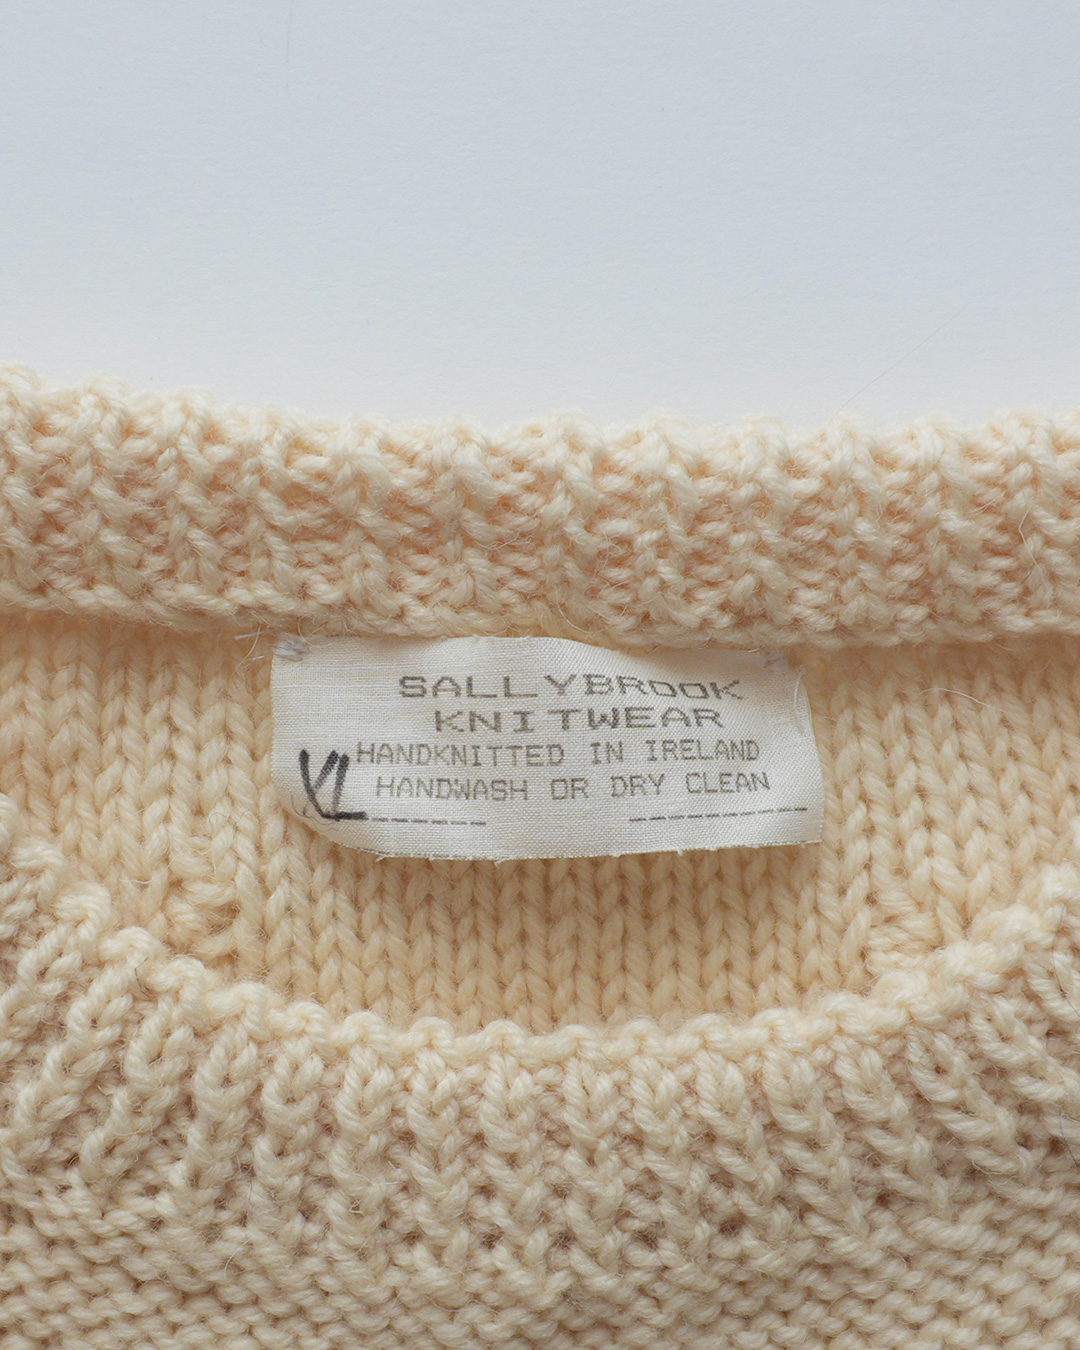 SALLYBROOK
KNITWEAR
HANDKNITTED IN IRELAND
HANDWASH OR DRY CLEAN
XL